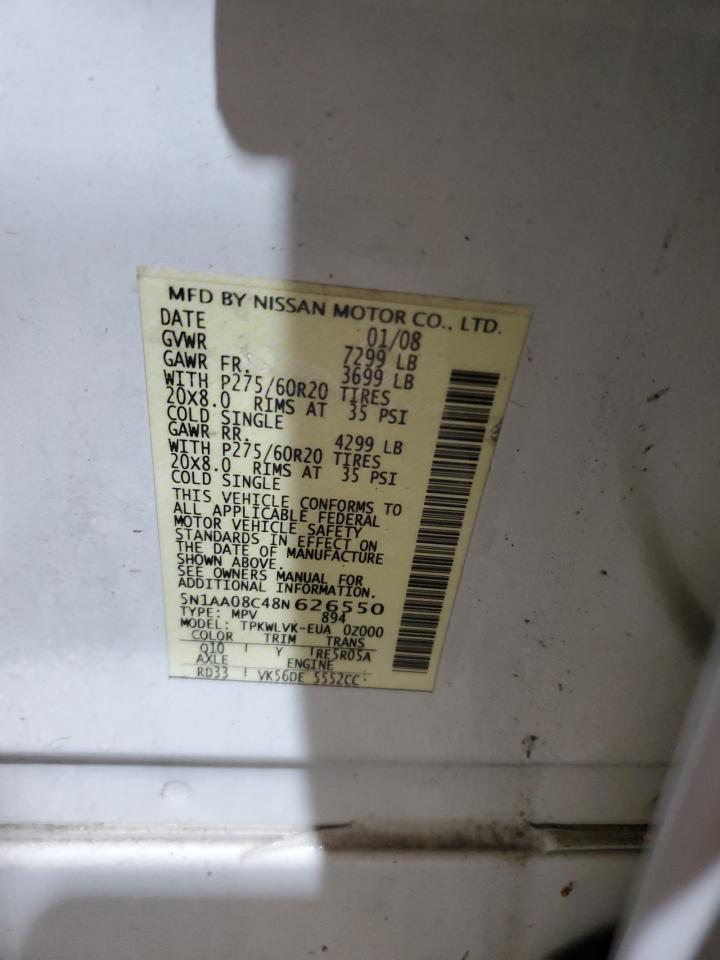 MFD BY NISSAN MOTOR CO., LTD.
DATE 01/08
GVWR 7299 LB
GAWR FR. 3699 LB
WITH P275/60R20 TIRES
20X8.0 RIMS AT 35 PSI
COLD SINGLE
GAWR RR. 4299 LB
WITH P275/60R20 TIRES
20X8.0 RIMS AT 35 PSI
COLD SINGLE
THIS VEHICLE CONFORMS TO
ALL APPLICABLE FEDERAL
MOTOR VEHICLE SAFETY
STANDARDS IN EFFECT ON
THE DATE OF MANUFACTURE
SHOWN ABOVE.
SEE OWNERS MANUAL FOR
ADDITIONAL INFORMATION.
5N1AA08C48N626550
TYPE: MPV 894
MODEL: TPKWLVK-EUA 0Z000
COLOR TRIM TRANS
Q10 Y RE5R05A
AXLE ENGINE
RD33 VK56DE 5552CC